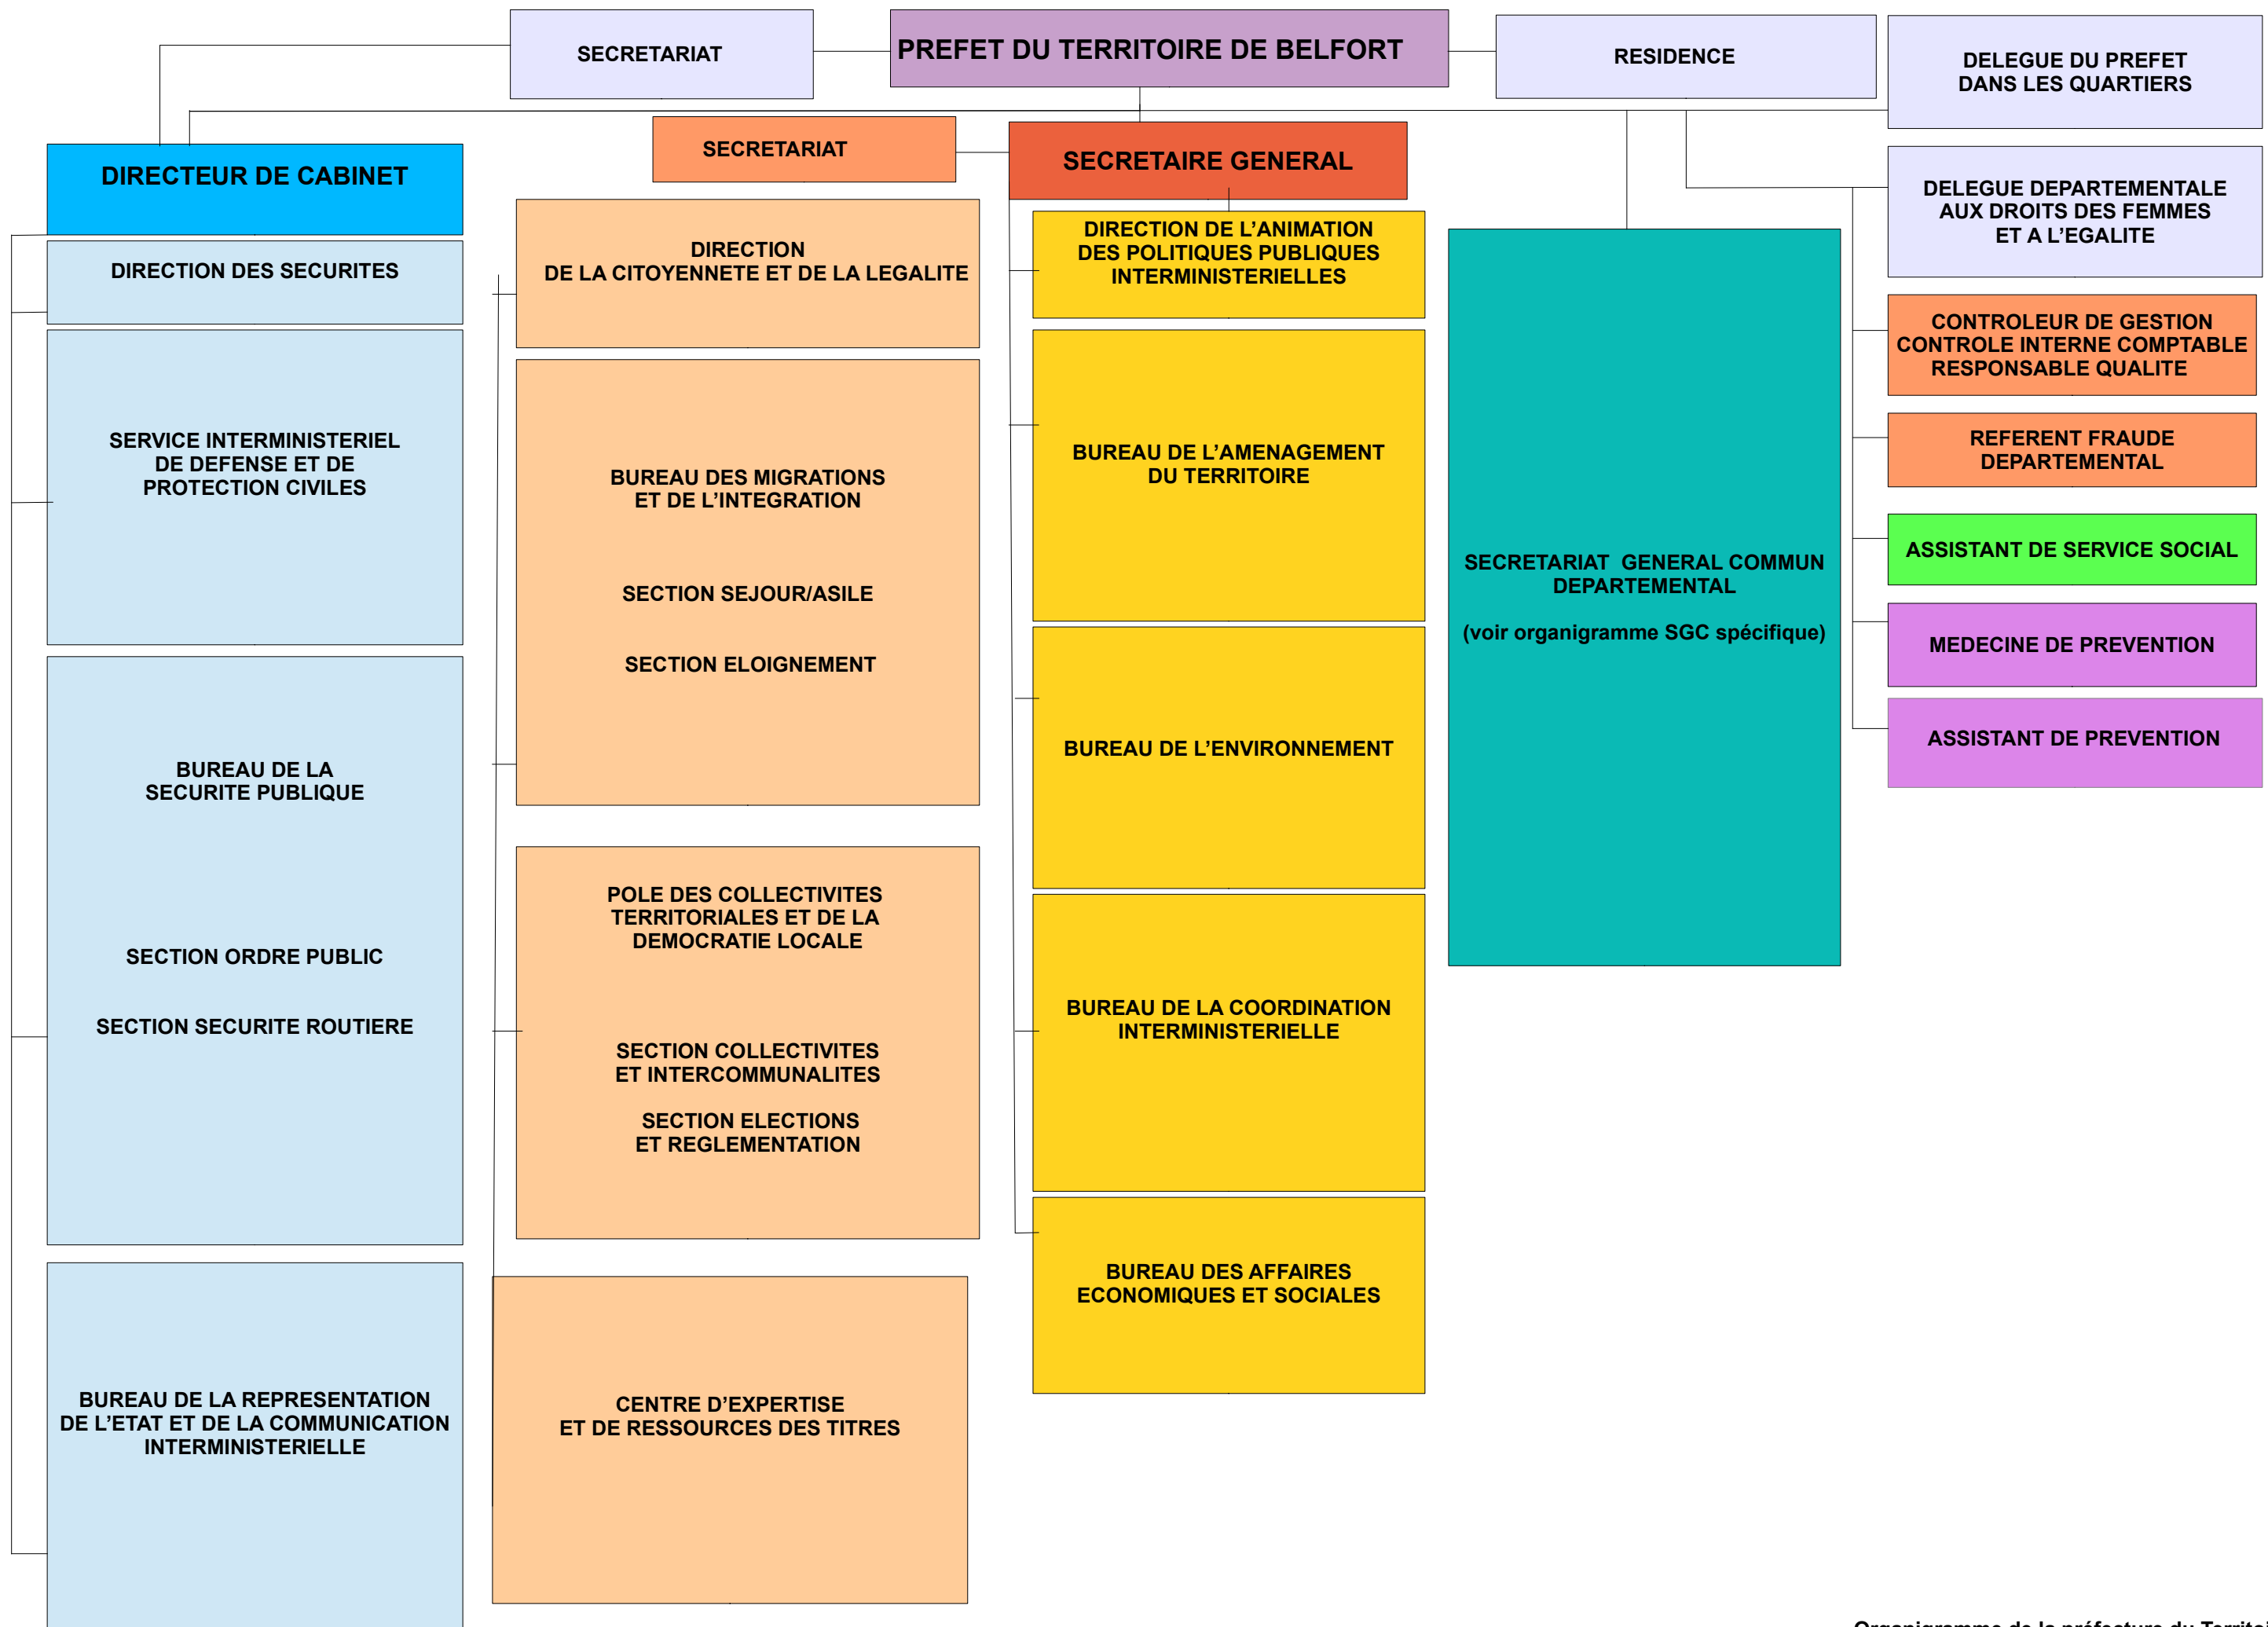 SECRETARIAT
PREFET DU TERRITOIRE DE BELFORT
RESIDENCE
DELEGUE DU PREFET
DANS LES QUARTIERS
DIRECTEUR DE CABINET
SECRETARIAT
SECRETAIRE GENERAL
DELEGUE DEPARTEMENTALE
AUX DROITS DES FEMMES
ET A L’EGALITE
DIRECTION DES SECURITES
SERVICE INTERMINISTERIEL
DE DEFENSE ET DE
PROTECTION CIVILES
BUREAU DE LA
SECURITE PUBLIQUE
SECTION ORDRE PUBLIC
SECTION SECURITE ROUTIERE
BUREAU DE LA REPRESENTATION
DE L’ETAT ET DE LA COMMUNICATION
INTERMINISTERIELLE
DIRECTION
DE LA CITOYENNETE ET DE LA LEGALITE
BUREAU DES MIGRATIONS
ET DE L’INTEGRATION
SECTION SEJOUR/ASILE
SECTION ELOIGNEMENT
POLE DES COLLECTIVITES
TERRITORIALES ET DE LA
DEMOCRATIE LOCALE
SECTION COLLECTIVITES
ET INTERCOMMUNALITES
SECTION ELECTIONS
ET REGLEMENTATION
CENTRE D’EXPERTISE
ET DE RESSOURCES DES TITRES
DIRECTION DE L’ANIMATION
DES POLITIQUES PUBLIQUES
INTERMINISTERIELLES
BUREAU DE L’AMENAGEMENT
DU TERRITOIRE
BUREAU DE L’ENVIRONNEMENT
BUREAU DE LA COORDINATION
INTERMINISTERIELLE
BUREAU DES AFFAIRES
ECONOMIQUES ET SOCIALES
SECRETARIAT GENERAL COMMUN
DEPARTEMENTAL
(voir organigramme SGC spécifique)
CONTROLEUR DE GESTION
CONTROLE INTERNE COMPTABLE
RESPONSABLE QUALITE
REFERENT FRAUDE
DEPARTEMENTAL
ASSISTANT DE SERVICE SOCIAL
MEDECINE DE PREVENTION
ASSISTANT DE PREVENTION
Organigramme de la préfecture du